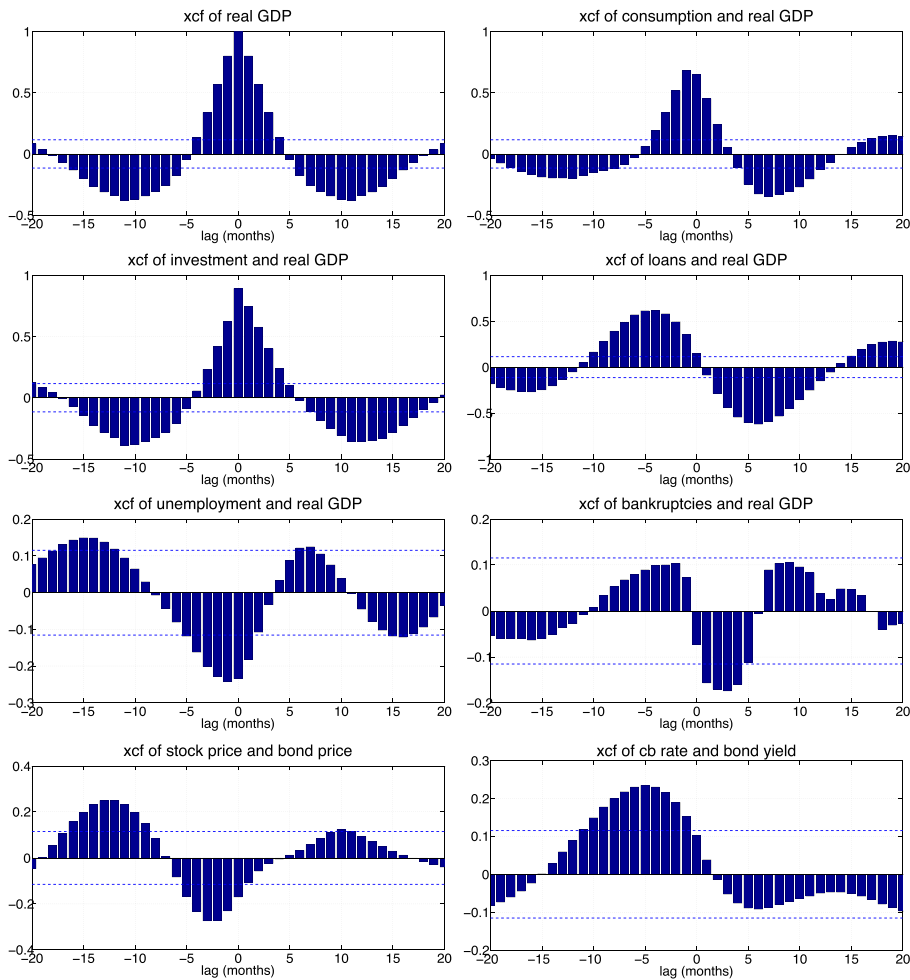 xcf of real GDP
1
0.5
0
−0.5
−20 −15 −10 −5 0 5 10 15 20
lag (months)
xcf of consumption and real GDP
1
0.5
0
−0.5
−20 −15 −10 −5 0 5 10 15 20
lag (months)
xcf of investment and real GDP
1
0.5
0
−0.5
−20 −15 −10 −5 0 5 10 15 20
lag (months)
xcf of loans and real GDP
1
0.5
0
−0.5
−1
−20 −15 −10 −5 0 5 10 15 20
lag (months)
xcf of unemployment and real GDP
0.2
0.1
0
−0.1
−0.2
−0.3
−20 −15 −10 −5 0 5 10 15 20
lag (months)
xcf of bankruptcies and real GDP
0.2
0.1
0
−0.1
−0.2
−20 −15 −10 −5 0 5 10 15 20
lag (months)
xcf of stock price and bond price
0.4
0.2
0
−0.2
−0.4
−20 −15 −10 −5 0 5 10 15 20
lag (months)
xcf of cb rate and bond yield
0.3
0.2
0.1
0
−0.1
−0.2
−20 −15 −10 −5 0 5 10 15 20
lag (months)